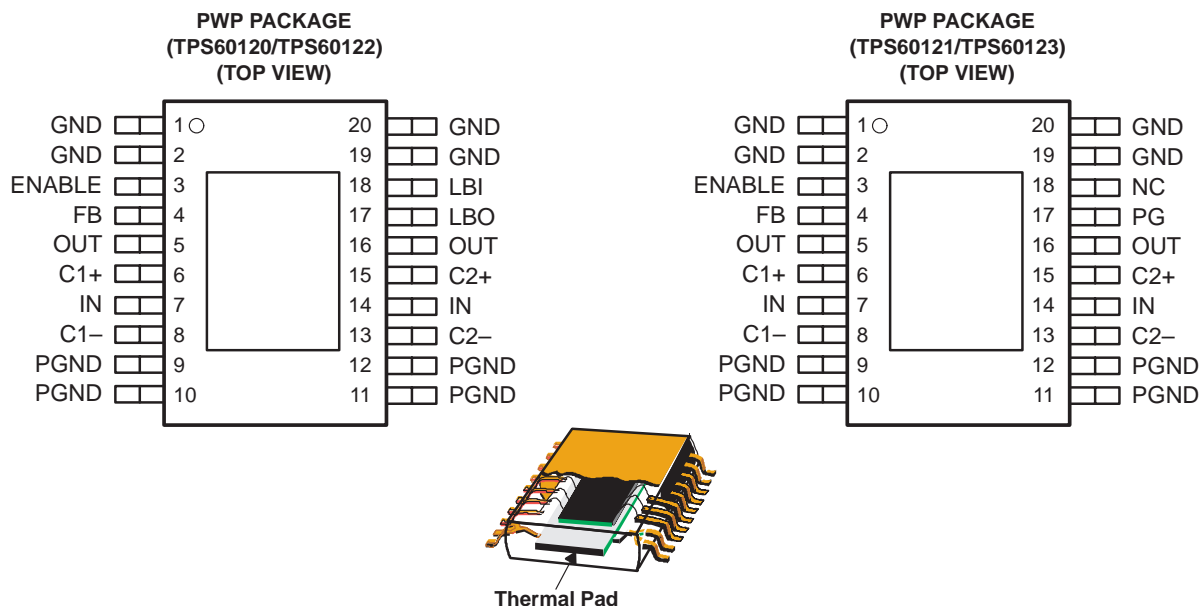 PWP PACKAGE
(TPS60120/TPS60122)
(TOP VIEW)
GND 1 20 GND
GND 2 19 GND
ENABLE 3 18 LBI
FB 4 17 LBO
OUT 5 16 OUT
C1+ 6 15 C2+
IN 7 14 IN
C1– 8 13 C2–
PGND 9 12 PGND
PGND 10 11 PGND
PWP PACKAGE
(TPS60121/TPS60123)
(TOP VIEW)
GND 1 20 GND
GND 2 19 GND
ENABLE 3 18 NC
FB 4 17 PG
OUT 5 16 OUT
C1+ 6 15 C2+
IN 7 14 IN
C1– 8 13 C2–
PGND 9 12 PGND
PGND 10 11 PGND
Thermal Pad